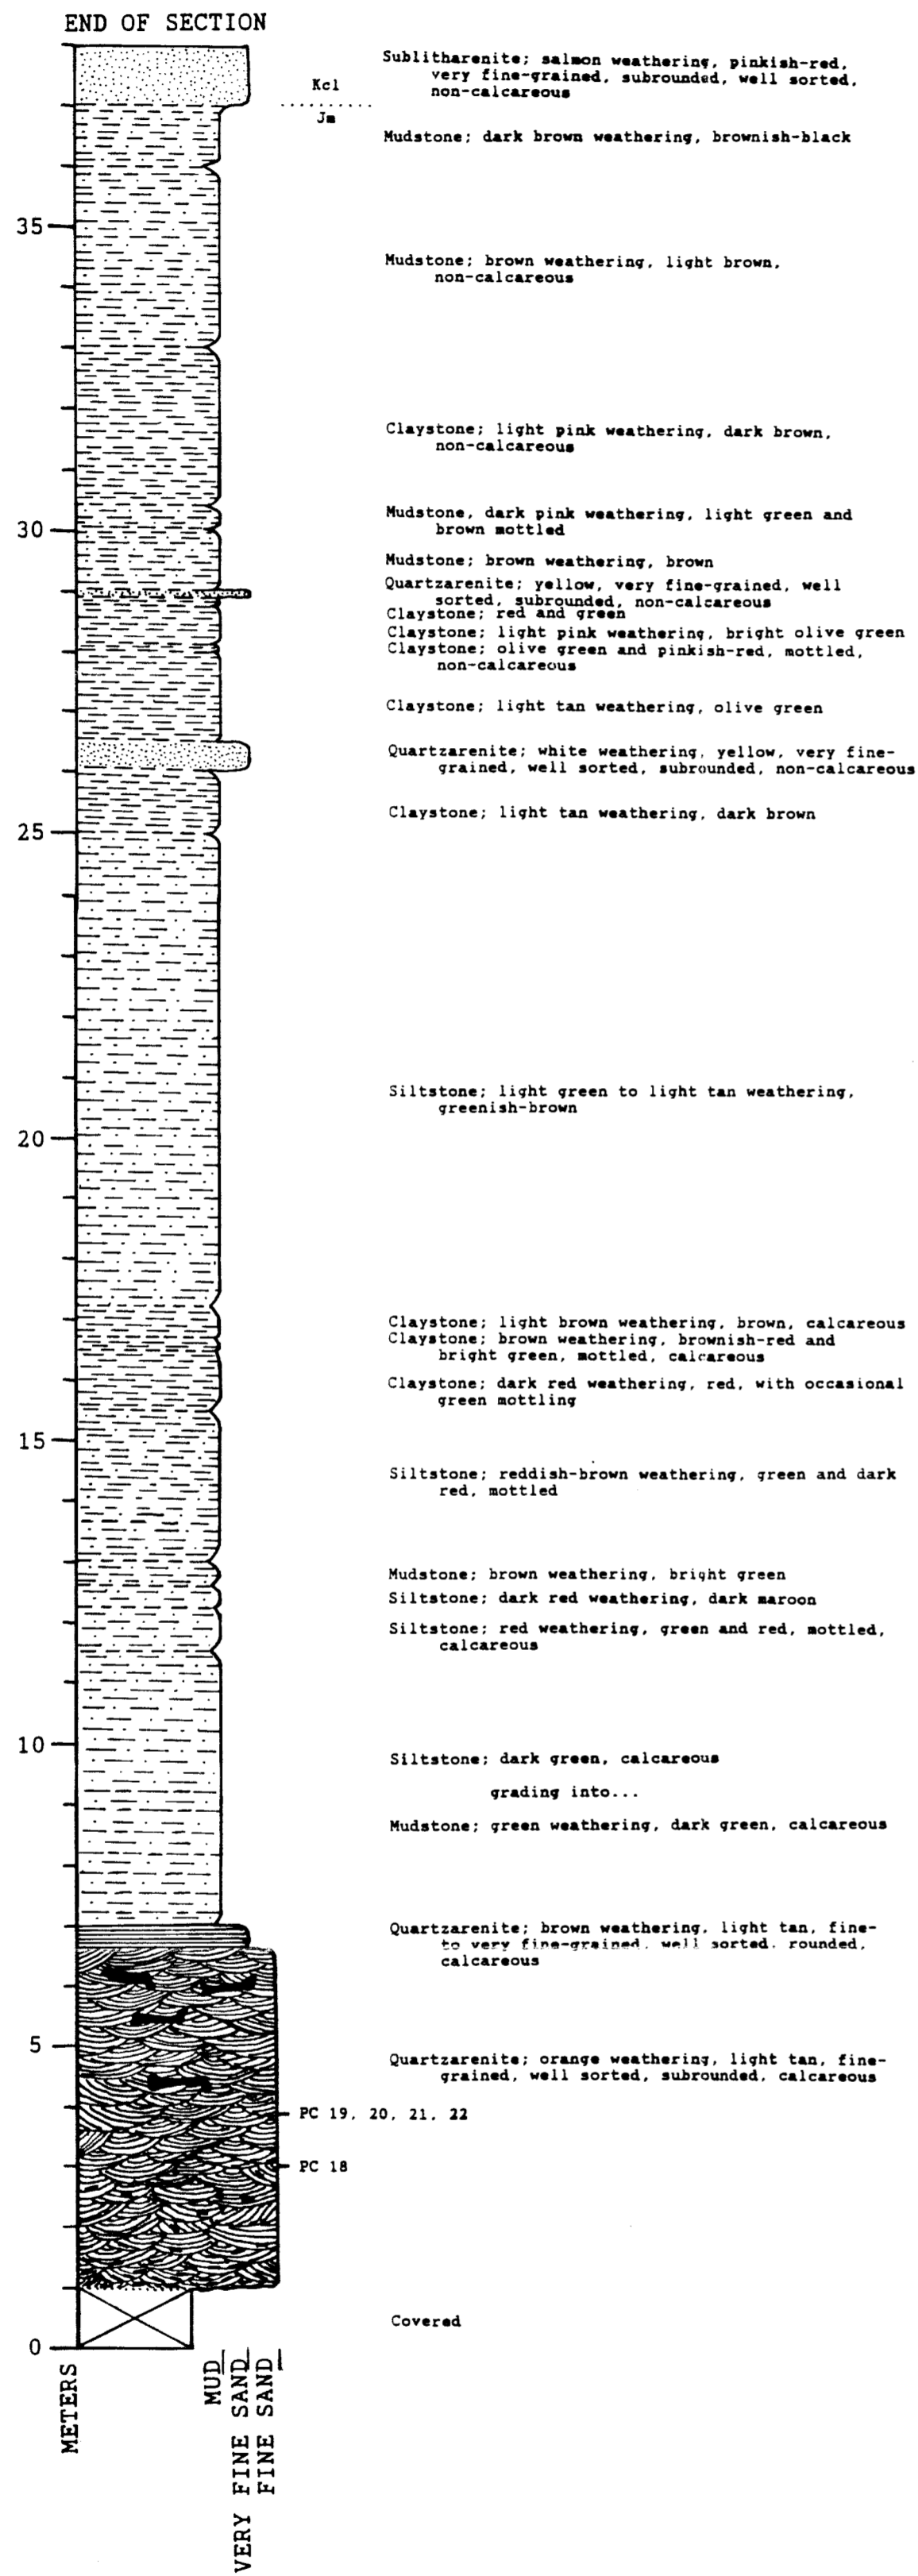 END OF SECTION
Sublitharenite; salmon weathering, pinkish-red,
very fine-grained, subrounded, well sorted,
non-calcareous
Kcl
Jm
Mudstone; dark brown weathering, brownish-black
35
Mudstone; brown weathering, light brown,
non-calcareous
Claystone; light pink weathering, dark brown,
non-calcareous
Mudstone, dark pink weathering, light green and
brown mottled
30
Mudstone; brown weathering, brown
Quartzarenite; yellow, very fine-grained, well
sorted, subrounded, non-calcareous
Claystone; red and green
Claystone; light pink weathering, bright olive green
Claystone; olive green and pinkish-red, mottled,
non-calcareous
Claystone; light tan weathering, olive green
Quartzarenite; white weathering, yellow, very fine-
grained, well sorted, subrounded, non-calcareous
Claystone; light tan weathering, dark brown
25
Siltstone; light green to light tan weathering,
greenish-brown
20
Claystone; light brown weathering, brown, calcareous
Claystone; brown weathering, brownish-red and
bright green, mottled, calcareous
Claystone; dark red weathering, red, with occasional
green mottling
15
Siltstone; reddish-brown weathering, green and dark
red, mottled
Mudstone; brown weathering, bright green
Siltstone; dark red weathering, dark maroon
Siltstone; red weathering, green and red, mottled,
calcareous
10
Siltstone; dark green, calcareous
grading into...
Mudstone; green weathering, dark green, calcareous
Quartzarenite; brown weathering, light tan, fine-
to very fine-grained, well sorted, rounded,
calcareous
5
Quartzarenite; orange weathering, light tan, fine-
grained, well sorted, subrounded, calcareous
PC 19, 20, 21, 22
PC 18
Covered
0
METERS
MUD
VERY FINE SAND
FINE SAND